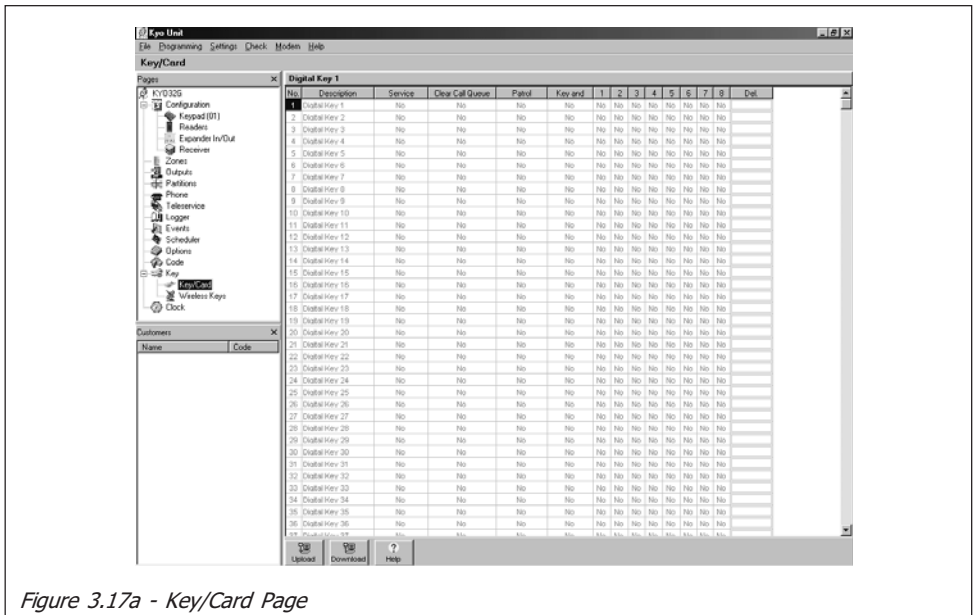 Kyo Unit
File Programming Settings Check Modem Help
Key/Card
Pages
KYO32G
Configuration
Keypad (01)
Readers
Expander In/Out
Receiver
Zones
Outputs
Partitions
Phone
Teleservice
Logger
Events
Scheduler
Options
Code
Key
Key/Card
Wireless Keys
Clock
Customers
Name Code
Digital Key 1
No. Description Service Clear Call Queue Patrol Key and 1 2 3 4 5 6 7 8 Del.
1 Digital Key 1 No No No No No No No No No No No No
2 Digital Key 2 No No No No No No No No No No No No
3 Digital Key 3 No No No No No No No No No No No No
4 Digital Key 4 No No No No No No No No No No No No
5 Digital Key 5 No No No No No No No No No No No No
6 Digital Key 6 No No No No No No No No No No No No
7 Digital Key 7 No No No No No No No No No No No No
8 Digital Key 8 No No No No No No No No No No No No
9 Digital Key 9 No No No No No No No No No No No No
10 Digital Key 10 No No No No No No No No No No No No
11 Digital Key 11 No No No No No No No No No No No No
12 Digital Key 12 No No No No No No No No No No No No
13 Digital Key 13 No No No No No No No No No No No No
14 Digital Key 14 No No No No No No No No No No No No
15 Digital Key 15 No No No No No No No No No No No No
16 Digital Key 16 No No No No No No No No No No No No
17 Digital Key 17 No No No No No No No No No No No No
18 Digital Key 18 No No No No No No No No No No No No
19 Digital Key 19 No No No No No No No No No No No No
20 Digital Key 20 No No No No No No No No No No No No
21 Digital Key 21 No No No No No No No No No No No No
22 Digital Key 22 No No No No No No No No No No No No
23 Digital Key 23 No No No No No No No No No No No No
24 Digital Key 24 No No No No No No No No No No No No
25 Digital Key 25 No No No No No No No No No No No No
26 Digital Key 26 No No No No No No No No No No No No
27 Digital Key 27 No No No No No No No No No No No No
28 Digital Key 28 No No No No No No No No No No No No
29 Digital Key 29 No No No No No No No No No No No No
30 Digital Key 30 No No No No No No No No No No No No
31 Digital Key 31 No No No No No No No No No No No No
32 Digital Key 32 No No No No No No No No No No No No
33 Digital Key 33 No No No No No No No No No No No No
34 Digital Key 34 No No No No No No No No No No No No
35 Digital Key 35 No No No No No No No No No No No No
36 Digital Key 36 No No No No No No No No No No No No
Upload Download Help
Figure 3.17a - Key/Card Page